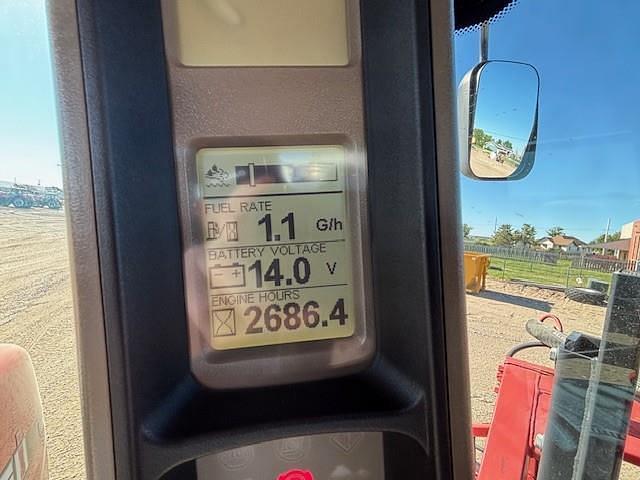 FUEL RATE
1.1 G/h
BATTERY VOLTAGE
14.0 V
ENGINE HOURS
2686.4